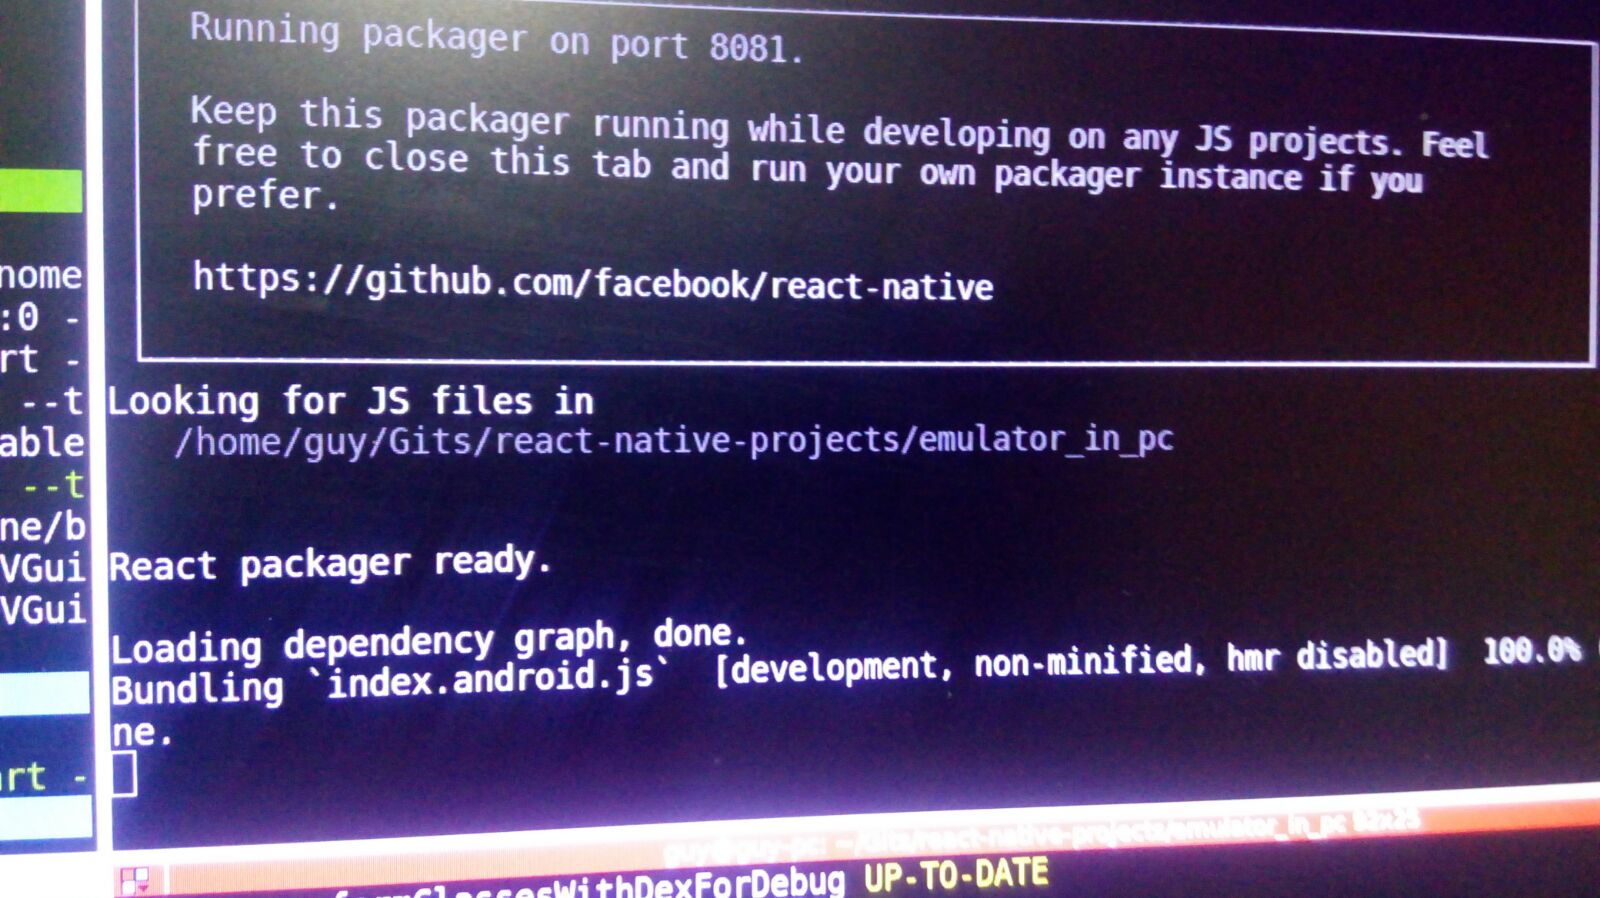 Running packager on port 8081.
Keep this packager running while developing on any JS projects. Feel
free to close this tab and run your own packager instance if you
prefer.
https://github.com/facebook/react-native
nome
:0 -
rt -
--t
able
--t
ne/b
VGui
VGui
rt -
Looking for JS files in
/home/guy/Gits/react-native-projects/emulator_in_pc
React packager ready.
Loading dependency graph, done.
Bundling `index.android.js` [development, non-minified, hmr disabled] 100.0%
ne.
guy@guy-pc: ~/Gits/react-native-projects/emulator_in_pc
formClassesWithDexForDebug UP-TO-DATE